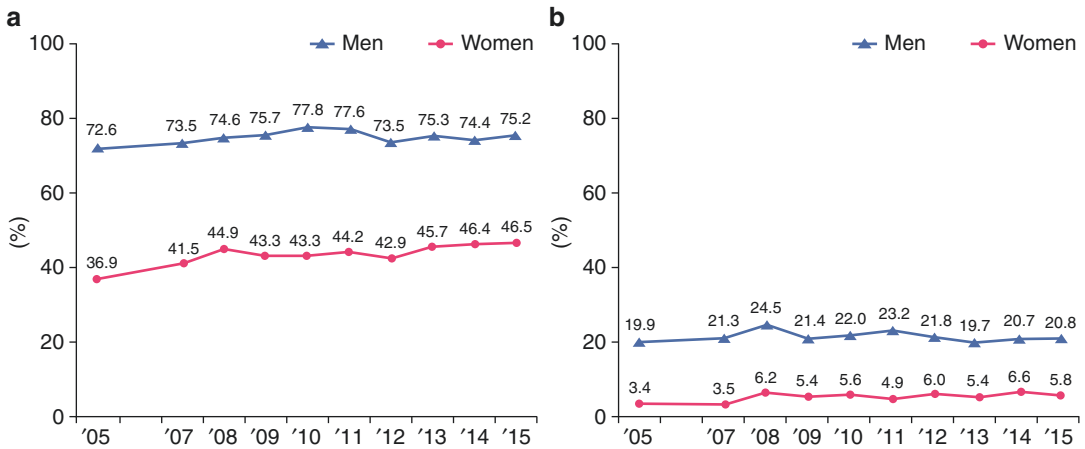 a
Men Women
100
80
60
40
20
0
(%)
72.6 73.5 74.6 75.7 77.8 77.6 73.5 75.3 74.4 75.2
36.9 41.5 44.9 43.3 43.3 44.2 42.9 45.7 46.4 46.5
′05 ′07 ′08 ′09 ′10 ′11 ′12 ′13 ′14 ′15
b
Men Women
100
80
60
40
20
0
(%)
19.9 21.3 24.5 21.4 22.0 23.2 21.8 19.7 20.7 20.8
3.4 3.5 6.2 5.4 5.6 4.9 6.0 5.4 6.6 5.8
′05 ′07 ′08 ′09 ′10 ′11 ′12 ′13 ′14 ′15